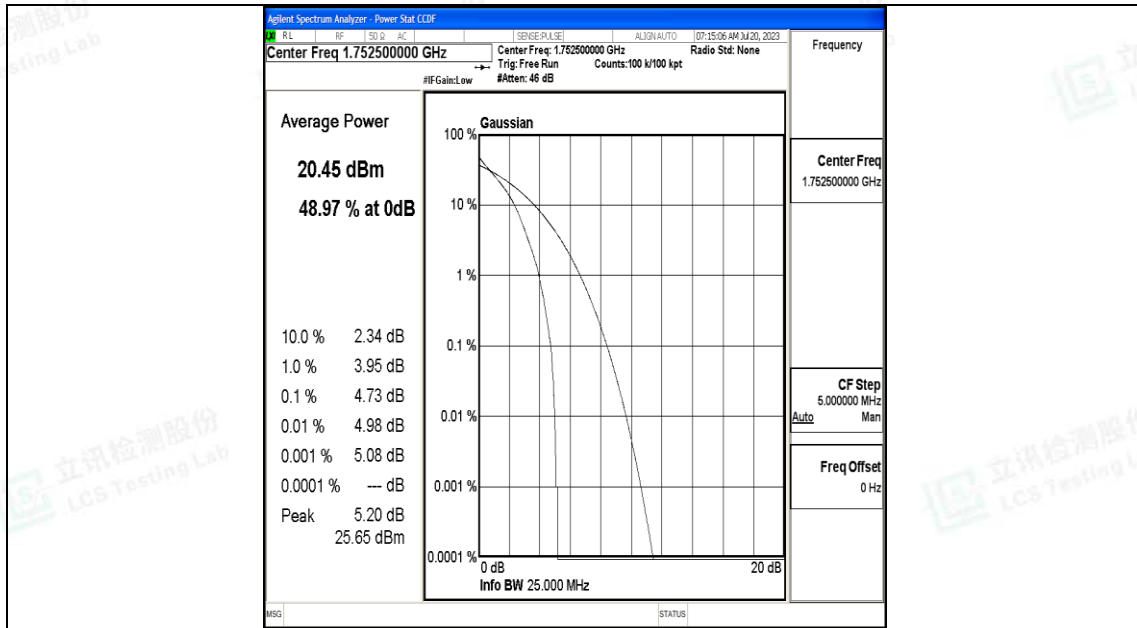 Agilent Spectrum Analyzer - Power Stat CCDF
RL RF 50 Ω AC SENSE:PULSE ALIGN AUTO 07:15:06 AM Jul 20, 2023
Center Freq 1.752500000 GHz
Center Freq: 1.752500000 GHz Radio Std: None
Trig: Free Run Counts:100 k/100 kpt
#IFGain:Low #Atten: 46 dB
Frequency
Average Power
20.45 dBm
48.97 % at 0dB
10.0 % 2.34 dB
1.0 % 3.95 dB
0.1 % 4.73 dB
0.01 % 4.98 dB
0.001 % 5.08 dB
0.0001 % --- dB
Peak 5.20 dB
25.65 dBm
Gaussian
100 %
10 %
1 %
0.1 %
0.01 %
0.001 %
0.0001 %
0 dB 20 dB
Info BW 25.000 MHz
Center Freq
1.752500000 GHz
CF Step
5.000000 MHz
Auto Man
Freq Offset
0 Hz
MSG STATUS
立讯检测股份
LCS Testing Lab
立讯检测股份